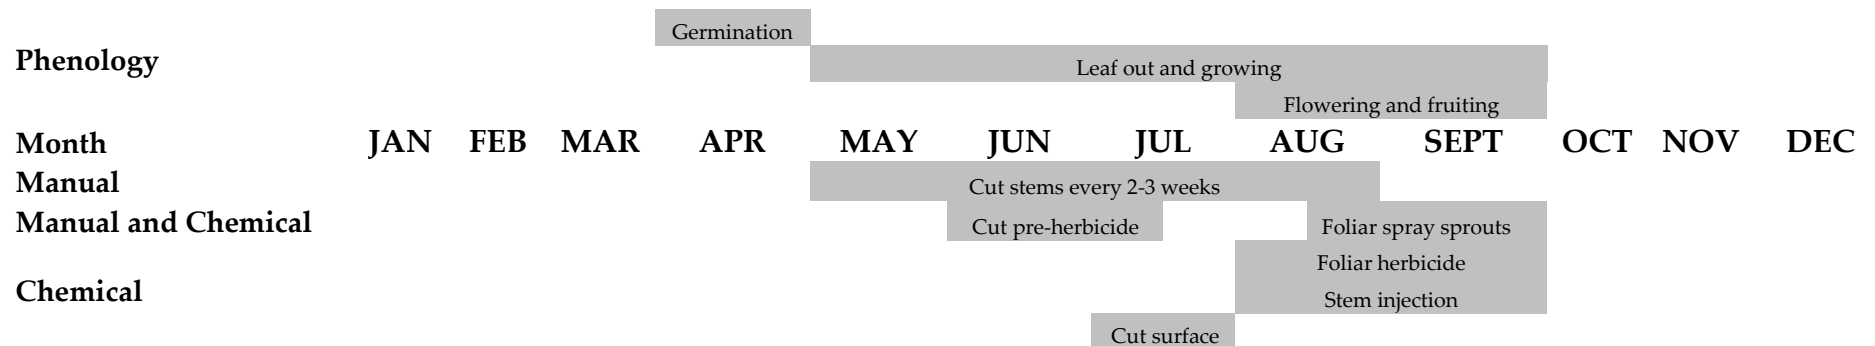 Germination
Phenology
Leaf out and growing
Flowering and fruiting
Month JAN FEB MAR APR MAY JUN JUL AUG SEPT OCT NOV DEC
Manual Cut stems every 2-3 weeks
Manual and Chemical Cut pre-herbicide Foliar spray sprouts
Foliar herbicide
Chemical
Stem injection
Cut surface